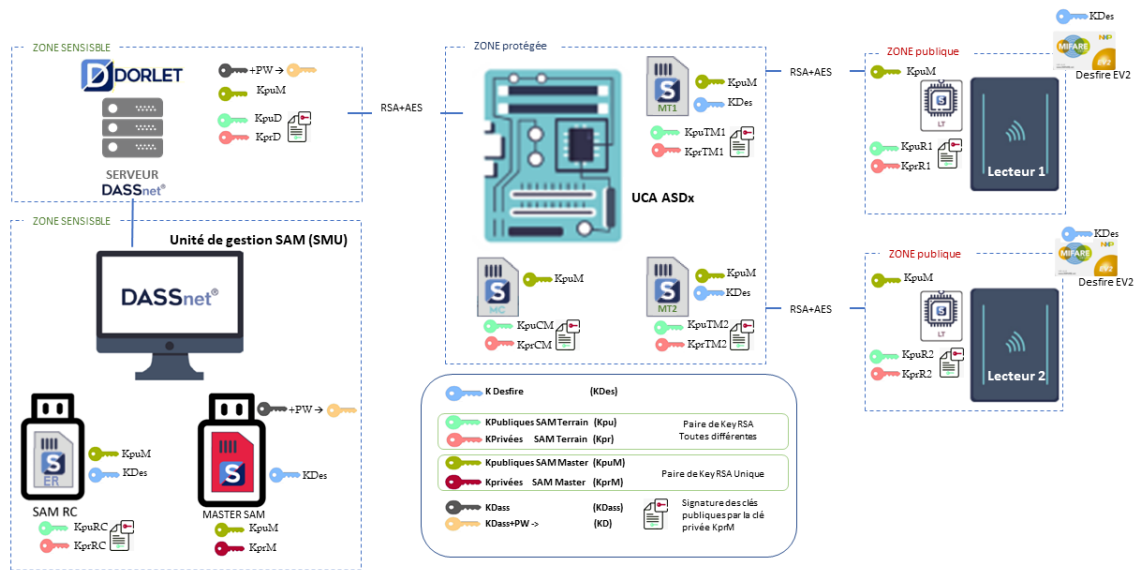 ZONE SENSISBLE
DORLET
SERVEUR
DASSnet®
+PW →
KpuM
KpuD
KprD
RSA+AES
ZONE protégée
MT1
KpuM
KDes
KpuTM1
KprTM1
UCA ASDx
MC
KpuM
KpuCM
KprCM
MT2
KpuM
KDes
KpuTM2
KprTM2
RSA+AES
RSA+AES
ZONE publique
KpuM
LT
KpuR1
KprR1
Lecteur 1
KDes
MIFARE
NXP
EV2
Desfire EV2
ZONE publique
KpuM
LT
KpuR2
KprR2
Lecteur 2
KDes
MIFARE
NXP
EV2
Desfire EV2
ZONE SENSISBLE
Unité de gestion SAM (SMU)
DASSnet®
S
ER
KpuM
KDes
SAM RC
KpuRC
KprRC
S
+PW →
KDes
MASTER SAM
KpuM
KprM
K Desfire (KDes)
KPubliques SAM Terrain (Kpu)
KPrivées SAM Terrain (Kpr)
Paire de Key RSA
Toutes différentes
Kpubliques SAM Master (KpuM)
Kprivées SAM Master (KprM)
Paire de Key RSA Unique
KDass (KDass)
KDass+PW -> (KD)
Signature des clés
publiques par la clé
privée KprM